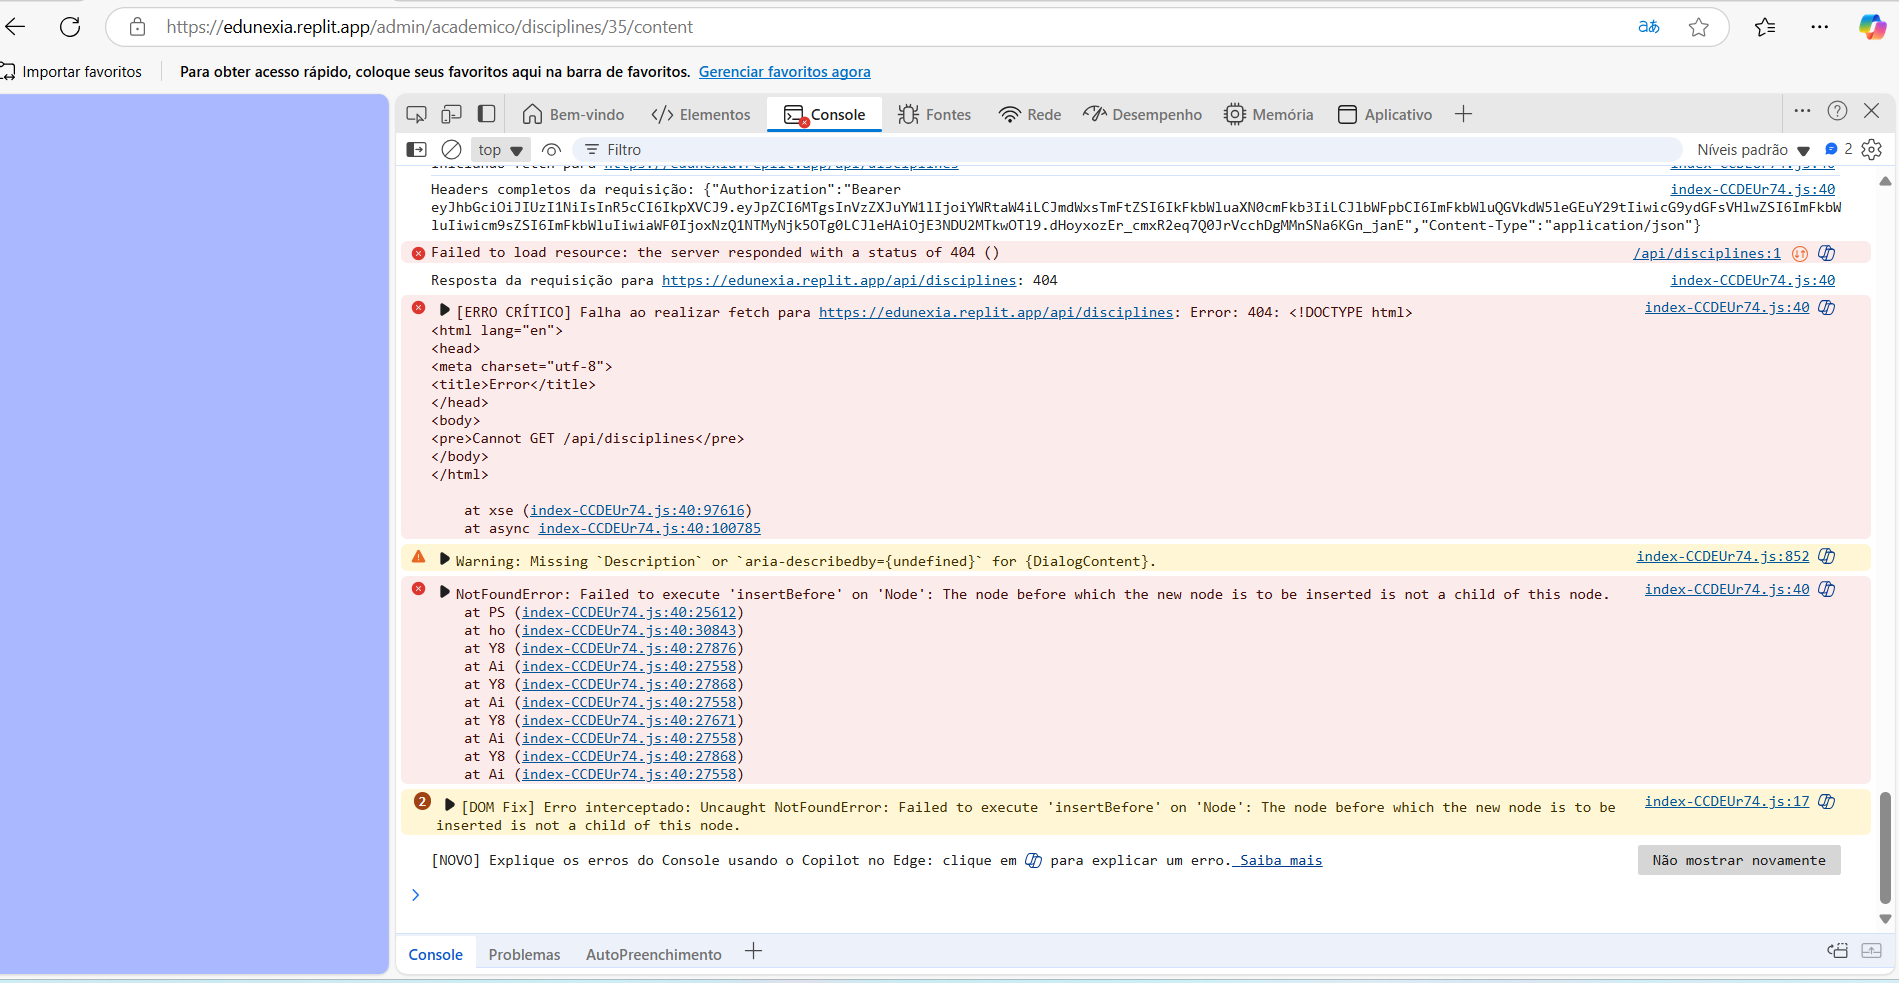 https://edunexia.replit.app/admin/academico/disciplines/35/content
Importar favoritos
Para obter acesso rápido, coloque seus favoritos aqui na barra de favoritos. Gerenciar favoritos agora
Bem-vindo
Elementos
Console
Fontes
Rede
Desempenho
Memória
Aplicativo
top
Filtro
Níveis padrão
2
Iniciando fetch para https://edunexia.replit.app/api/disciplines index-CCDEUr74.js:40
Headers completos da requisição: {"Authorization":"Bearer index-CCDEUr74.js:40
eyJhbGciOiJIUzI1NiIsInR5cCI6IkpXVCJ9.eyJpZCI6MTgsInVzZXJuYW1lIjoiYWRtaW4iLCJmdWxsTmFtZSI6IkFkbWluaXN0cmFkb3IiLCJlbWFpbCI6ImFkbWluQGVkdW5leGEuY29tIiwicG9ydGFsVHlwZSI6ImFkbW
luIiwicm9sZSI6ImFkbWluIiwiaWF0IjoxNzQ1NTMyNjk5OTg0LCJleHAiOjE3NDU2MTkwOTl9.dHoyxozEr_cmxR2eq7Q0JrVcchDgMMnSNa6KGn_janE","Content-Type":"application/json"}
Failed to load resource: the server responded with a status of 404 () /api/disciplines:1
Resposta da requisição para https://edunexia.replit.app/api/disciplines: 404 index-CCDEUr74.js:40
[ERRO CRÍTICO] Falha ao realizar fetch para https://edunexia.replit.app/api/disciplines: Error: 404: <!DOCTYPE html> index-CCDEUr74.js:40
<html lang="en">
<head>
<meta charset="utf-8">
<title>Error</title>
</head>
<body>
<pre>Cannot GET /api/disciplines</pre>
</body>
</html>
at xse (index-CCDEUr74.js:40:97616)
at async index-CCDEUr74.js:40:100785
Warning: Missing `Description` or `aria-describedby={undefined}` for {DialogContent}. index-CCDEUr74.js:852
NotFoundError: Failed to execute 'insertBefore' on 'Node': The node before which the new node is to be inserted is not a child of this node. index-CCDEUr74.js:40
at PS (index-CCDEUr74.js:40:25612)
at ho (index-CCDEUr74.js:40:30843)
at Y8 (index-CCDEUr74.js:40:27876)
at Ai (index-CCDEUr74.js:40:27558)
at Y8 (index-CCDEUr74.js:40:27868)
at Ai (index-CCDEUr74.js:40:27558)
at Y8 (index-CCDEUr74.js:40:27671)
at Ai (index-CCDEUr74.js:40:27558)
at Y8 (index-CCDEUr74.js:40:27868)
at Ai (index-CCDEUr74.js:40:27558)
2 [DOM Fix] Erro interceptado: Uncaught NotFoundError: Failed to execute 'insertBefore' on 'Node': The node before which the new node is to be index-CCDEUr74.js:17
inserted is not a child of this node.
[NOVO] Explique os erros do Console usando o Copilot no Edge: clique em para explicar um erro. Saiba mais
Não mostrar novamente
Console
Problemas
AutoPreenchimento